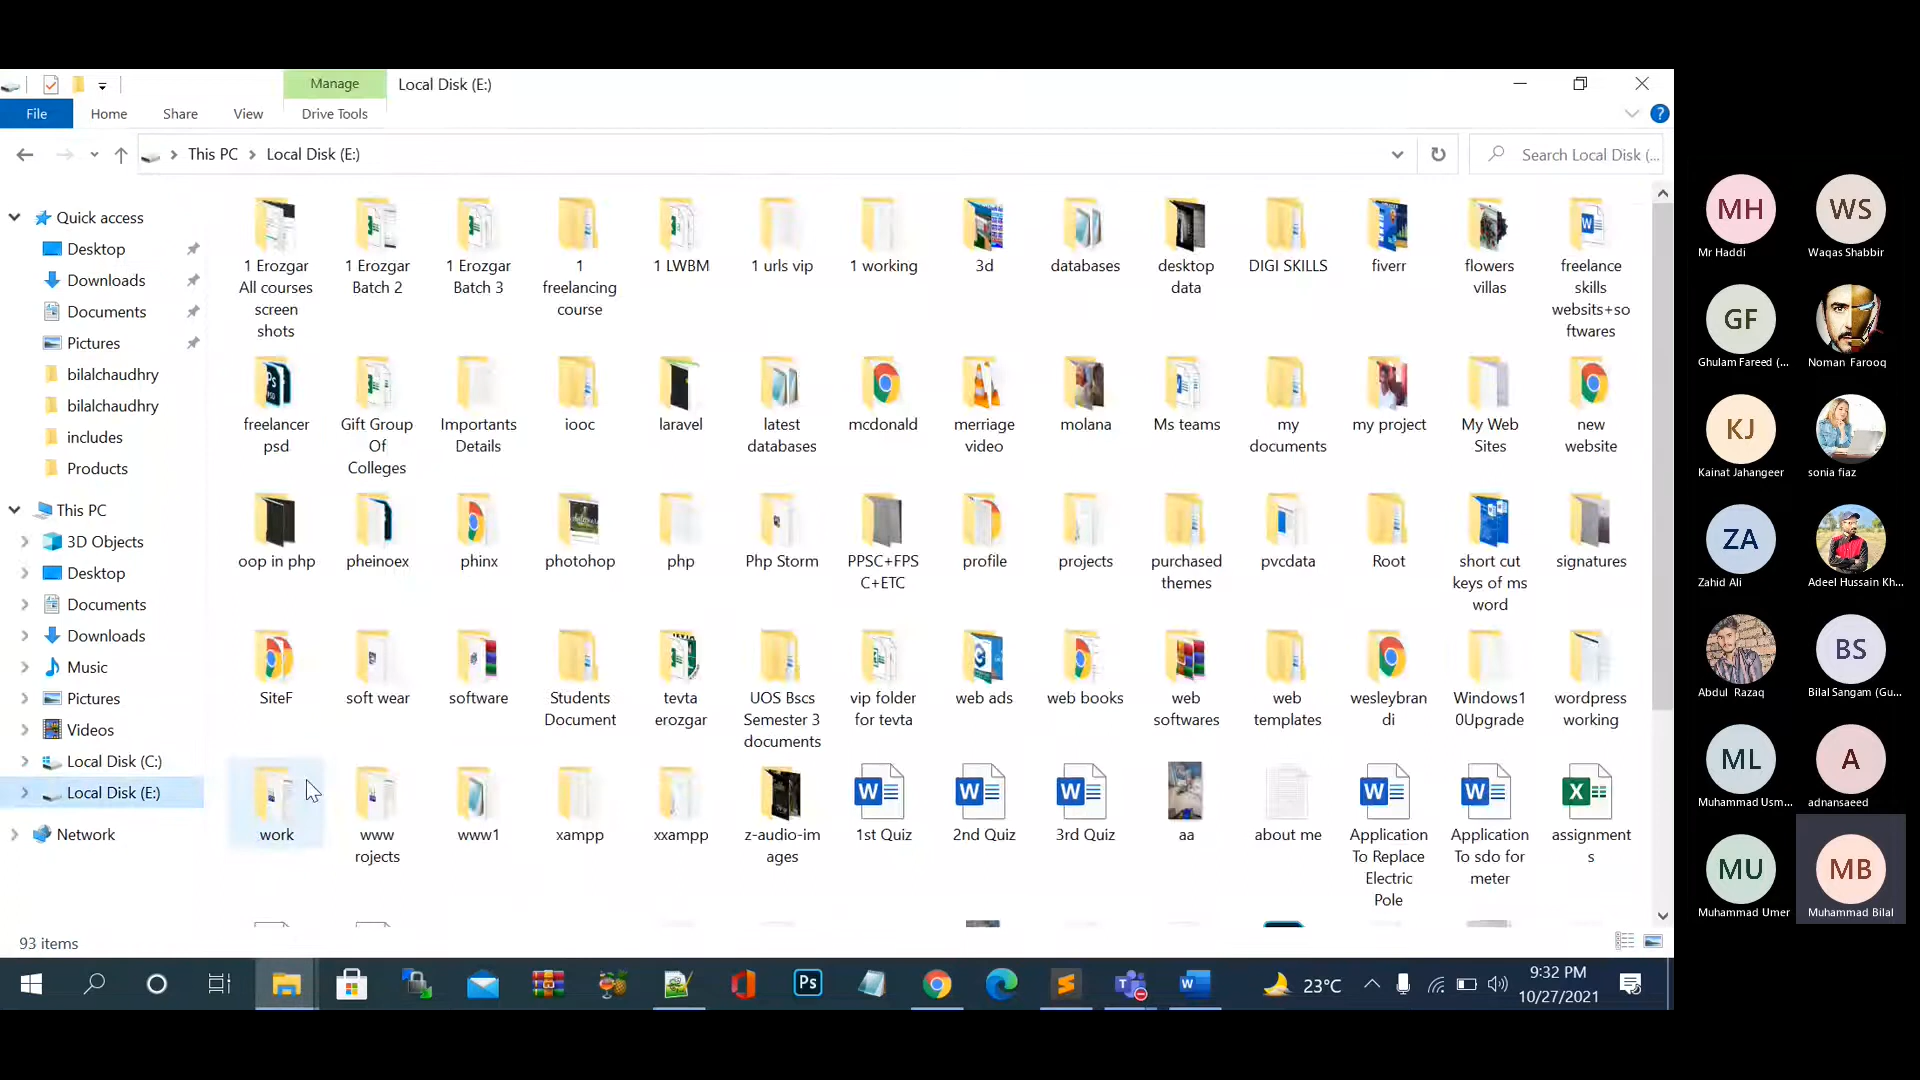 Manage
Local Disk (E:)
File
Home
Share
View
Drive Tools
This PC
Local Disk (E:)
Search Local Disk (...
Quick access
Desktop
Downloads
Documents
Pictures
bilalchaudhry
bilalchaudhry
includes
Products
This PC
3D Objects
Desktop
Documents
Downloads
Music
Pictures
Videos
Local Disk (C:)
Local Disk (E:)
Network
1 Erozgar
All courses
screen
shots
1 Erozgar
Batch 2
1 Erozgar
Batch 3
1
freelancing
course
1 LWBM
1 urls vip
1 working
3d
databases
desktop
data
DIGI SKILLS
fiverr
flowers
villas
freelance
skills
websits+so
ftwares
freelancer
psd
Gift Group
Of
Colleges
Importants
Details
iooc
laravel
latest
databases
mcdonald
merriage
video
molana
Ms teams
my
documents
my project
My Web
Sites
new
website
oop in php
pheinoex
phinx
photohop
php
Php Storm
PPSC+FPS
C+ETC
profile
projects
purchased
themes
pvcdata
Root
short cut
keys of ms
word
signatures
SiteF
soft wear
software
Students
Document
tevta
erozgar
UOS Bscs
Semester 3
documents
vip folder
for tevta
web ads
web books
web
softwares
web
templates
wesleybran
di
Windows1
0Upgrade
wordpress
working
work
www
rojects
www1
xampp
xxampp
z-audio-im
ages
1st Quiz
2nd Quiz
3rd Quiz
aa
about me
Application
To Replace
Electric
Pole
Application
To sdo for
meter
assignment
s
93 items
23°C
9:32 PM
10/27/2021
MH
Mr Haddi
WS
Waqas Shabbir
GF
Ghulam Fareed (...
Noman Farooq
KJ
Kainat Jahangeer
sonia fiaz
ZA
Zahid Ali
Adeel Hussain Kh...
Abdul Razaq
BS
Bilal Sangam (Gu...
ML
Muhammad Usm...
A
adnansaeed
MU
Muhammad Umer
MB
Muhammad Bilal